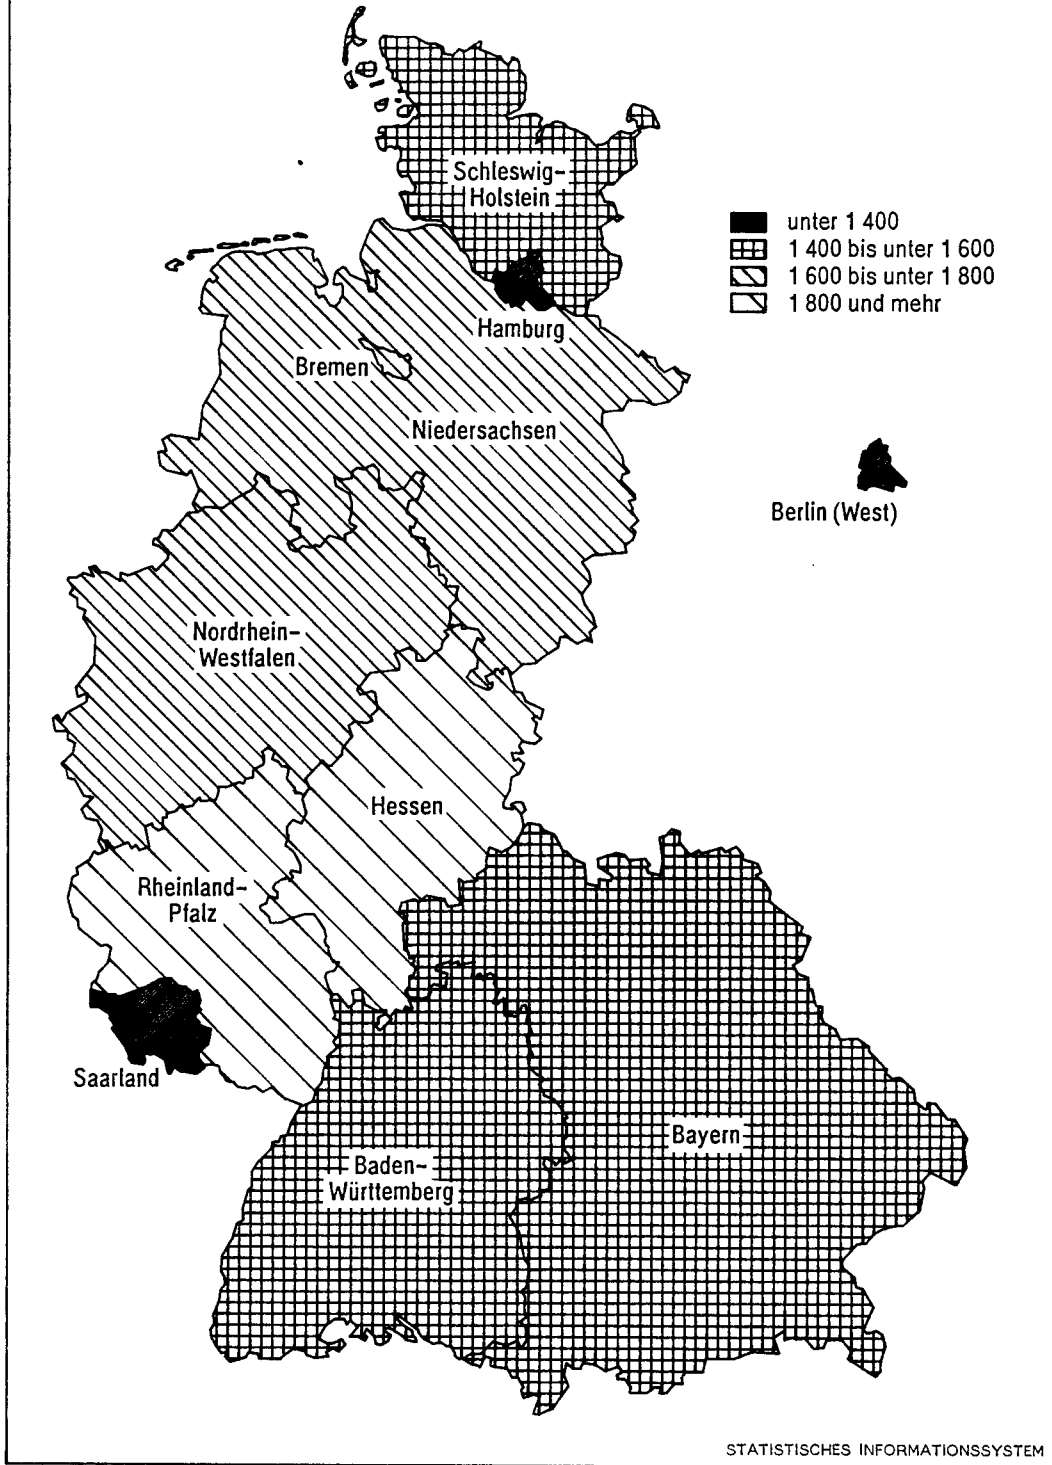 Schleswig-
Holstein
unter 1 400
1 400 bis unter 1 600
1 600 bis unter 1 800
1 800 und mehr
Hamburg
Bremen
Niedersachsen
Berlin (West)
Nordrhein-
Westfalen
Hessen
Rheinland-
Pfalz
Saarland
Bayern
Baden-
Württemberg
STATISTISCHES INFORMATIONSSYSTEM